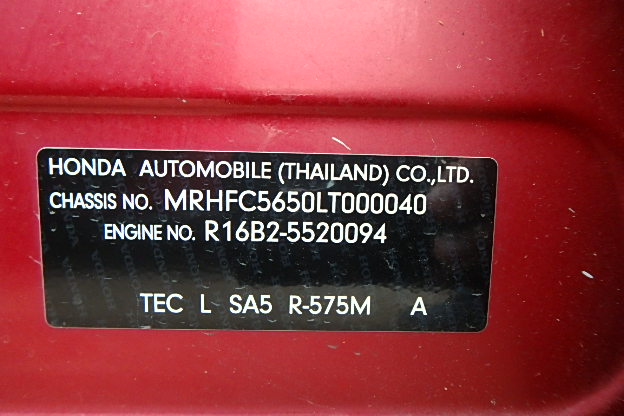 HONDA AUTOMOBILE (THAILAND) CO.,LTD.
CHASSIS NO. MRHFC5650LT000040
ENGINE NO. R16B2-5520094
TEC L SA5 R-575M A